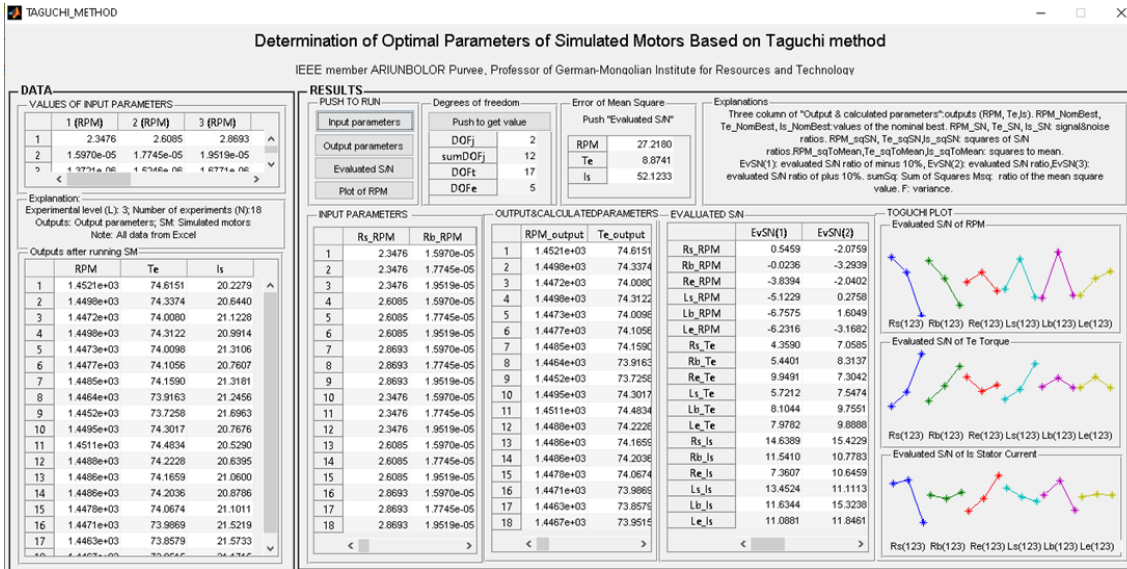 TAGUCHI_METHOD
Determination of Optimal Parameters of Simulated Motors Based on Taguchi method
IEEE member ARIUNBOLOR Purvee, Professor of German-Mongolian Institute for Resources and Technology
DATA
VALUES OF INPUT PARAMETERS
1 (RPM) 2 (RPM) 3 (RPM)
1 2.3476 2.6085 2.8693
2 1.5970e-05 1.7745e-05 1.9519e-05
Explanation:
Experimental level (L): 3; Number of experiments (N):18
Outputs: Output parameters; SM: Simulated motors
Note: All data from Excel
Outputs after running SM
RPM Te Is
1 1.4521e+03 74.6151 20.2279
2 1.4498e+03 74.3374 20.6440
3 1.4472e+03 74.0080 21.1228
4 1.4498e+03 74.3122 20.9914
5 1.4473e+03 74.0098 21.3106
6 1.4477e+03 74.1056 20.7607
7 1.4485e+03 74.1590 21.3181
8 1.4464e+03 73.9163 21.2456
9 1.4452e+03 73.7258 21.6963
10 1.4495e+03 74.3017 20.7676
11 1.4511e+03 74.4834 20.5290
12 1.4488e+03 74.2228 20.6395
13 1.4486e+03 74.1659 21.0600
14 1.4486e+03 74.2036 20.8786
15 1.4478e+03 74.0674 21.1011
16 1.4471e+03 73.9869 21.5219
17 1.4463e+03 73.8579 21.5733
RESULTS
PUSH TO RUN
Input parameters
Output parameters
Evaluated S/N
Plot of RPM
Degrees of freedom
Push to get value
DOFj 2
sumDOFj 12
DOFt 17
DOFe 5
Error of Mean Square
Push "Evaluated S/N"
RPM 27.2180
Te 8.8741
Is 52.1233
Explanations
Three column of "Output & calculated parameters":outputs (RPM, Te,Is). RPM_NomBest,
Te_NomBest, Is_NomBest:values of the nominal best. RPM_SN, Te_SN, Is_SN: signal&noise
ratios. RPM_sqSN, Te_sqSN,Is_sqSN: squares of S/N
ratios.RPM_sqToMean,Te_sqToMean,Is_sqToMean: squares to mean.
EvSN(1): evaluated S/N ratio of minus 10%, EvSN(2): evaluated S/N ratio,EvSN(3):
evaluated S/N ratio of plus 10%. sumSq: Sum of Squares Msq: ratio of the mean square
value. F: variance.
INPUT PARAMETERS
Rs_RPM Rb_RPM
1 2.3476 1.5970e-05
2 2.3476 1.7745e-05
3 2.3476 1.9519e-05
4 2.6085 1.5970e-05
5 2.6085 1.7745e-05
6 2.6085 1.9519e-05
7 2.8693 1.5970e-05
8 2.8693 1.7745e-05
9 2.8693 1.9519e-05
10 2.3476 1.5970e-05
11 2.3476 1.7745e-05
12 2.3476 1.9519e-05
13 2.6085 1.5970e-05
14 2.6085 1.7745e-05
15 2.6085 1.9519e-05
16 2.8693 1.5970e-05
17 2.8693 1.7745e-05
18 2.8693 1.9519e-05
OUTPUT&CALCULATEDPARAMETERS
RPM_output Te_output
1 1.4521e+03 74.6151
2 1.4498e+03 74.3374
3 1.4472e+03 74.0080
4 1.4498e+03 74.3122
5 1.4473e+03 74.0098
6 1.4477e+03 74.1056
7 1.4485e+03 74.1590
8 1.4464e+03 73.9163
9 1.4452e+03 73.7258
10 1.4495e+03 74.3017
11 1.4511e+03 74.4834
12 1.4488e+03 74.2228
13 1.4486e+03 74.1659
14 1.4486e+03 74.2036
15 1.4478e+03 74.0674
16 1.4471e+03 73.9869
17 1.4463e+03 73.8579
18 1.4467e+03 73.9515
EVALUATED S/N
EvSN(1) EvSN(2)
Rs_RPM 0.5459 -2.0759
Rb_RPM -0.0236 -3.2939
Re_RPM -3.8394 -2.0402
Ls_RPM -5.1229 0.2758
Lb_RPM -6.7575 1.6049
Le_RPM -6.2316 -3.1682
Rs_Te 4.3590 7.0585
Rb_Te 5.4401 8.3137
Re_Te 9.9491 7.3042
Ls_Te 5.7212 7.5474
Lb_Te 8.1044 9.7551
Le_Te 7.9782 9.8888
Rs_Is 14.6389 15.4229
Rb_Is 11.5410 10.7783
Re_Is 7.3607 10.6459
Ls_Is 13.4524 11.1113
Lb_Is 11.6344 15.3238
Le_Is 11.0881 11.8461
TOGUCHI PLOT
Evaluated S/N of RPM
Rs(123) Rb(123) Re(123) Ls(123) Lb(123) Le(123)
Evaluated S/N of Te Torque
Rs(123) Rb(123) Re(123) Ls(123) Lb(123) Le(123)
Evaluated S/N of Is Stator Current
Rs(123) Rb(123) Re(123) Ls(123) Lb(123) Le(123)